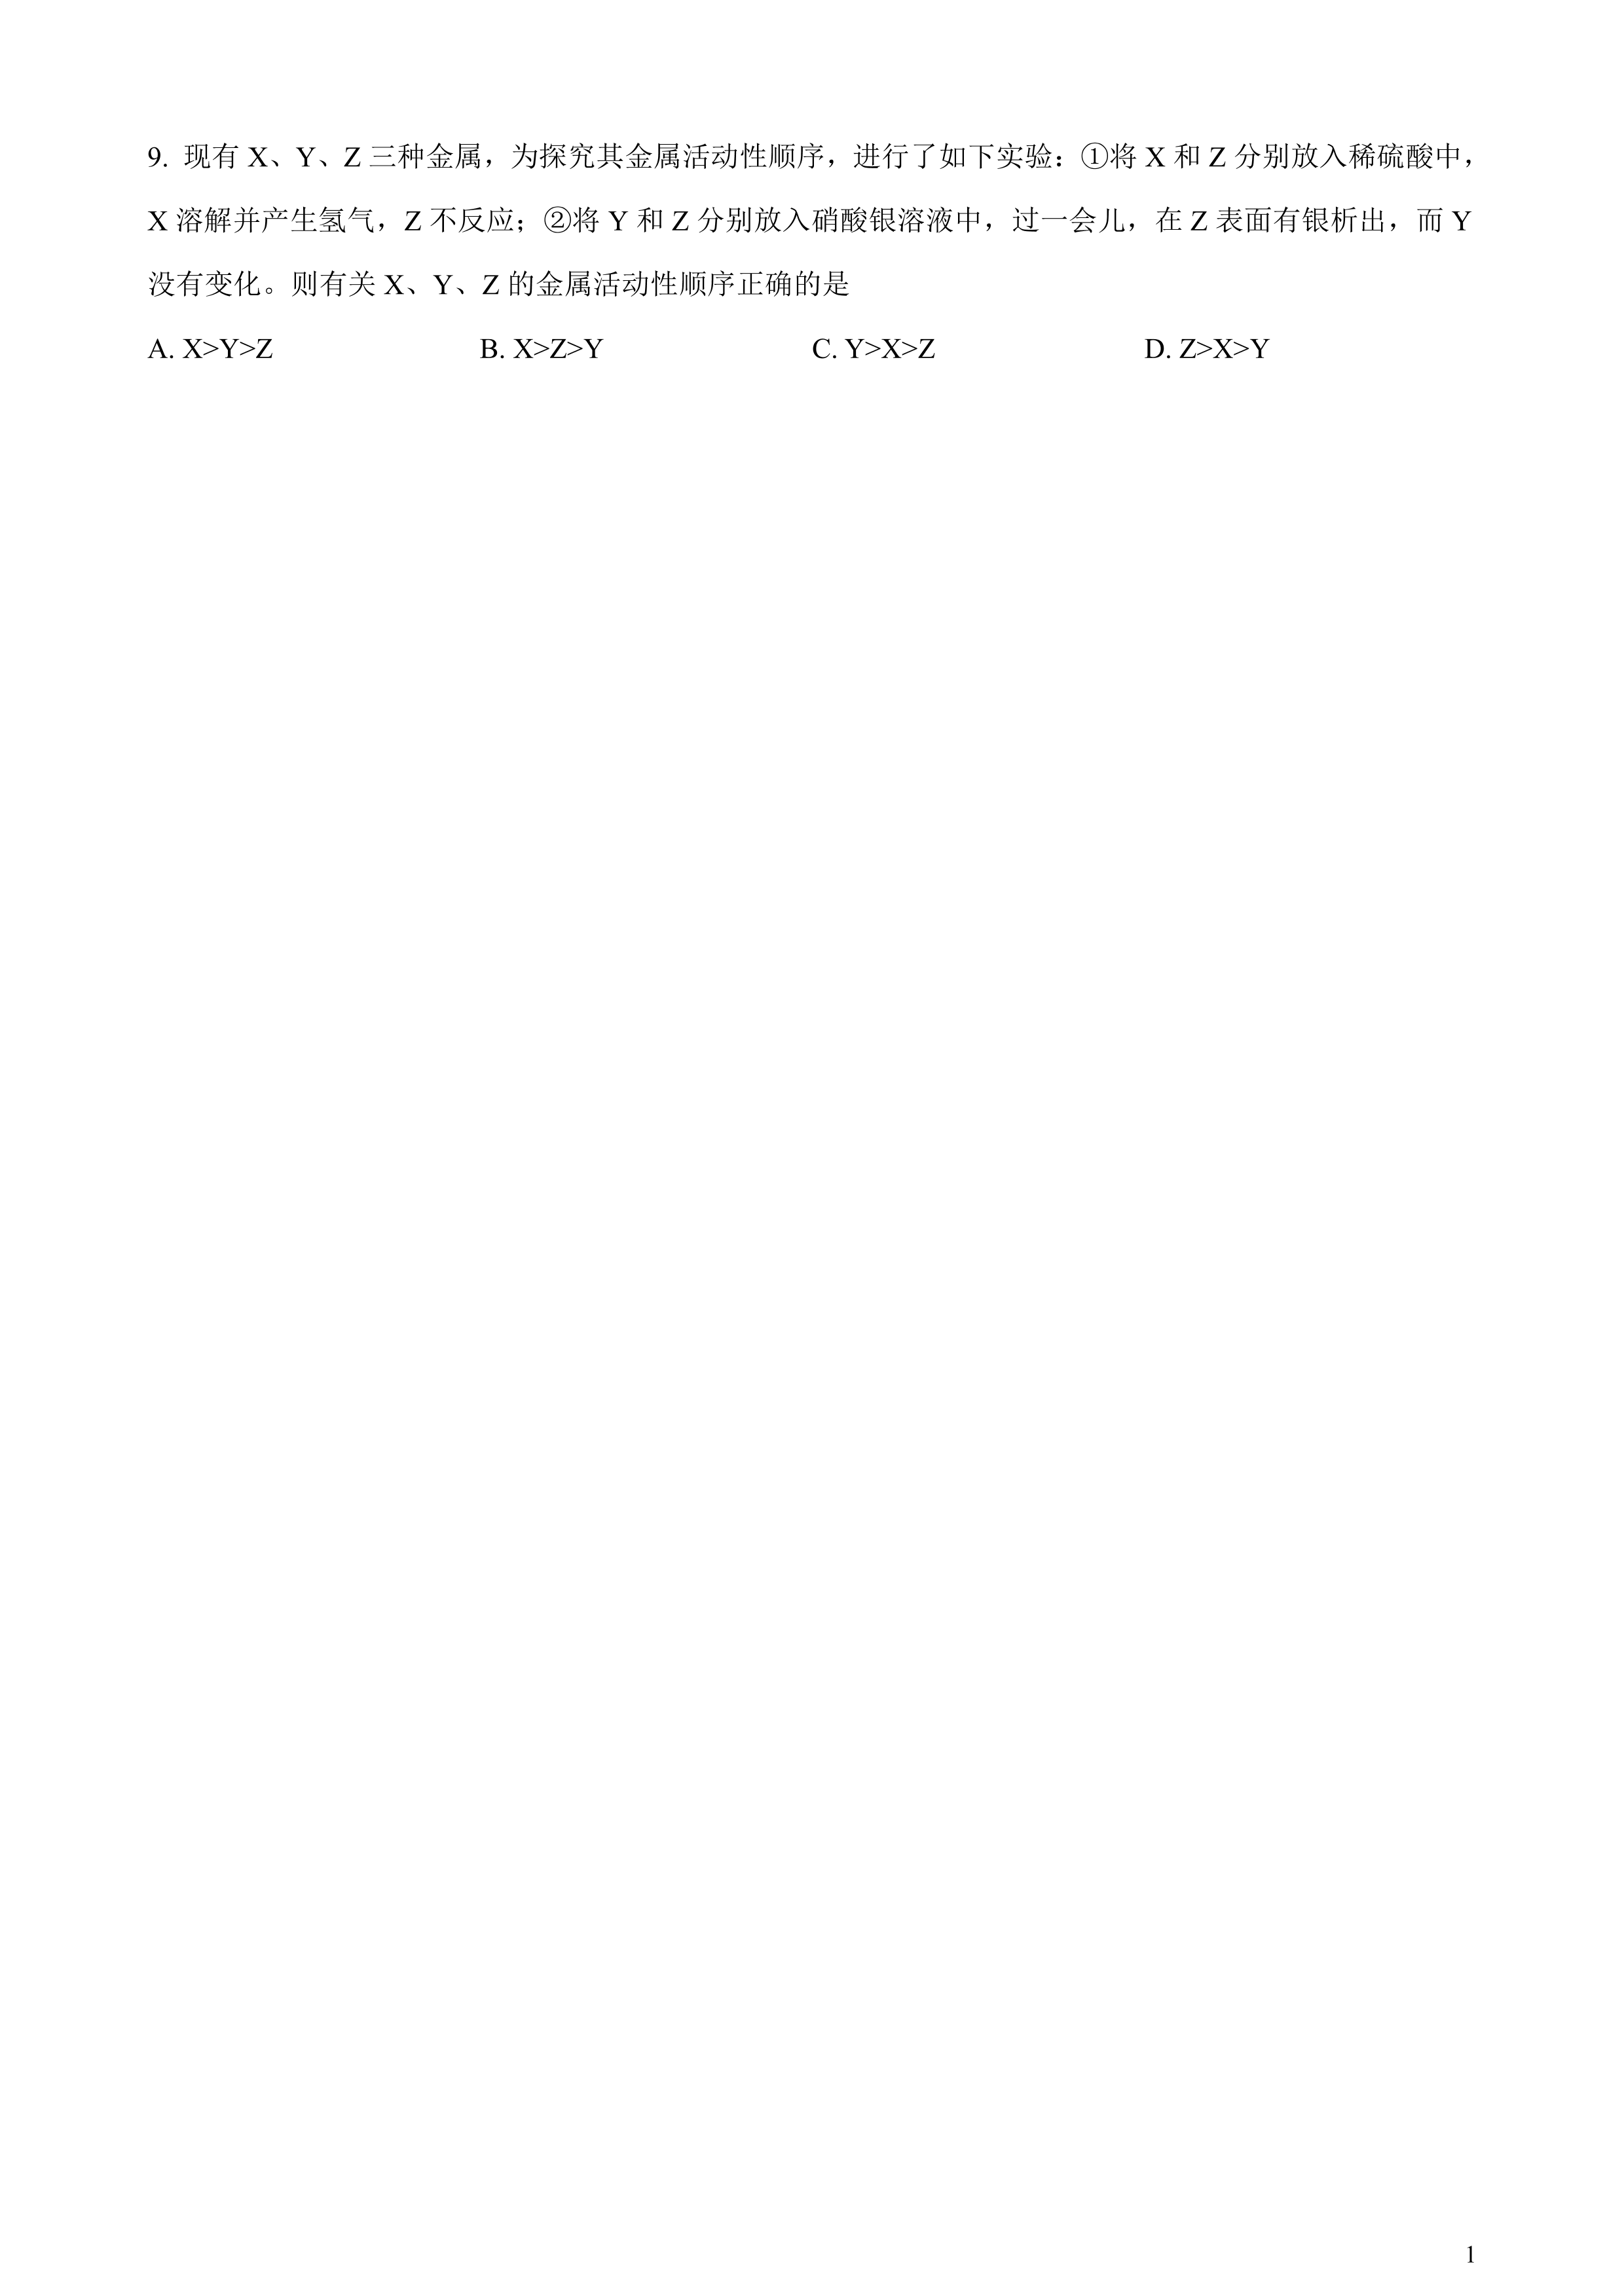 9. 现有 X、Y、Z 三种金属，为探究其金属活动性顺序，进行了如下实验：①将 X 和 Z 分别放入稀硫酸中，
X 溶解并产生氢气，Z 不反应；②将 Y 和 Z 分别放入硝酸银溶液中，过一会儿，在 Z 表面有银析出，而 Y
没有变化。则有关 X、Y、Z 的金属活动性顺序正确的是
A. X>Y>Z B. X>Z>Y C. Y>X>Z D. Z>X>Y
1